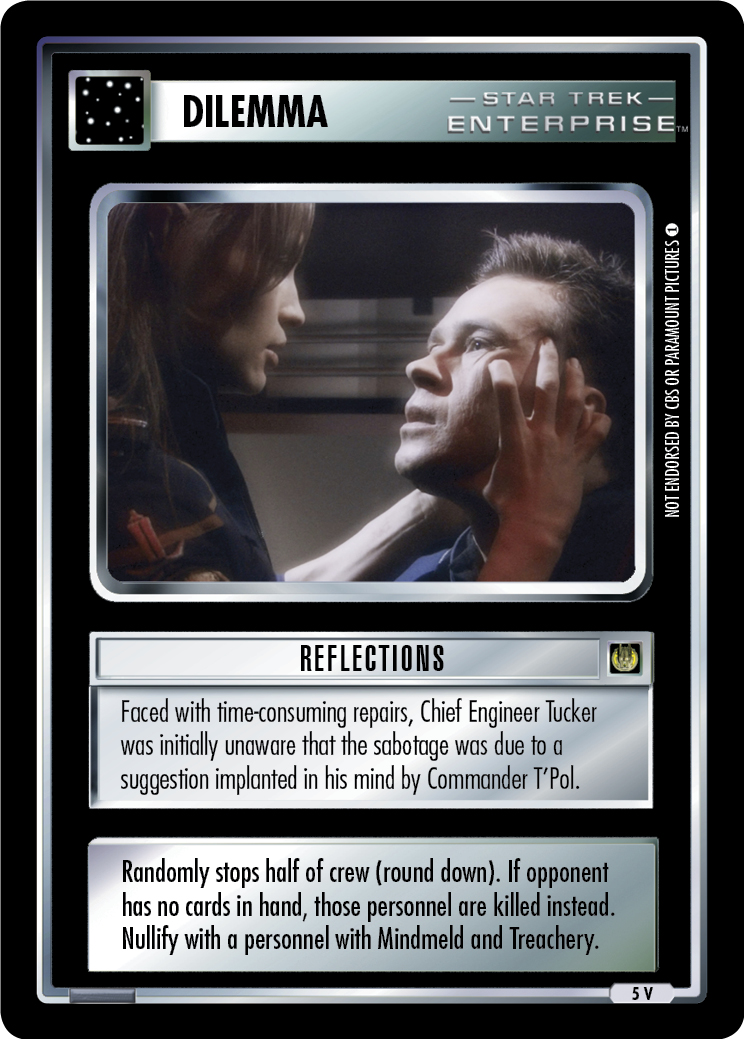 DILEMMA
— STAR TREK —
ENTERPRISE™
NOT ENDORSED BY CBS OR PARAMOUNT PICTURES 1
REFLECTIONS
Faced with time-consuming repairs, Chief Engineer Tucker
was initially unaware that the sabotage was due to a
suggestion implanted in his mind by Commander T'Pol.
Randomly stops half of crew (round down). If opponent
has no cards in hand, those personnel are killed instead.
Nullify with a personnel with Mindmeld and Treachery.
5 V